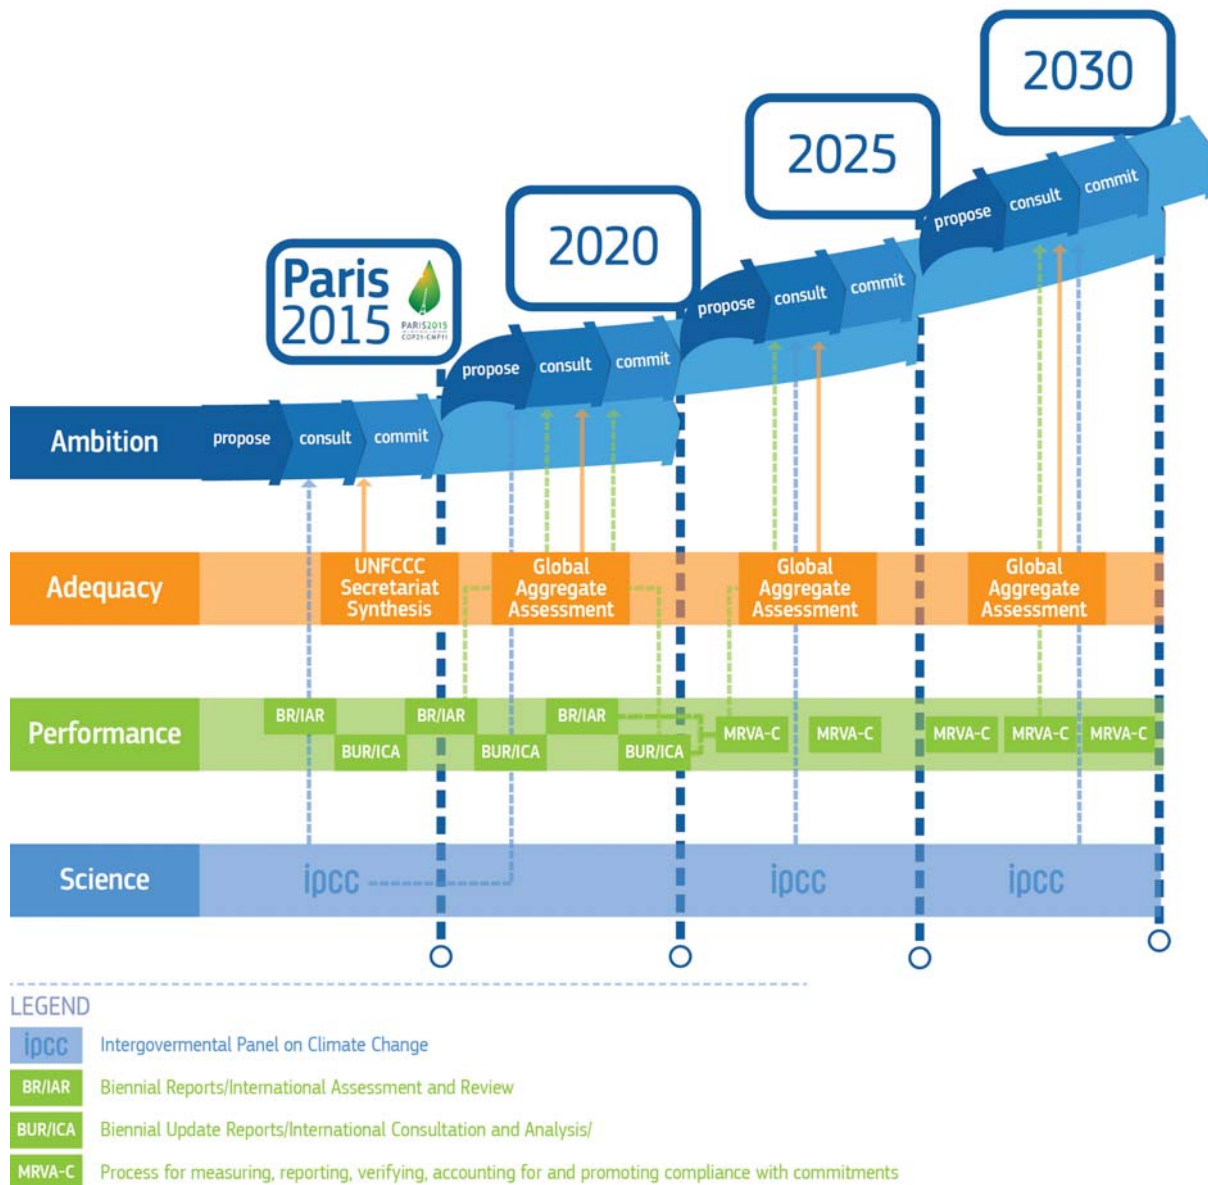 2030
2025
2020
Paris
2015
PARIS2015
COP21·CMP11
propose
consult
commit
propose
consult
commit
propose
consult
commit
Ambition
propose
consult
commit
Adequacy
UNFCCC
Secretariat
Synthesis
Global
Aggregate
Assessment
Global
Aggregate
Assessment
Global
Aggregate
Assessment
Performance
BR/IAR
BUR/ICA
BR/IAR
BUR/ICA
BR/IAR
BUR/ICA
MRVA-C
MRVA-C
MRVA-C
MRVA-C
MRVA-C
Science
ipcc
ipcc
ipcc
LEGEND
ipcc Intergovermental Panel on Climate Change
BR/IAR Biennial Reports/International Assessment and Review
BUR/ICA Biennial Update Reports/International Consultation and Analysis/
MRVA-C Process for measuring, reporting, verifying, accounting for and promoting compliance with commitments